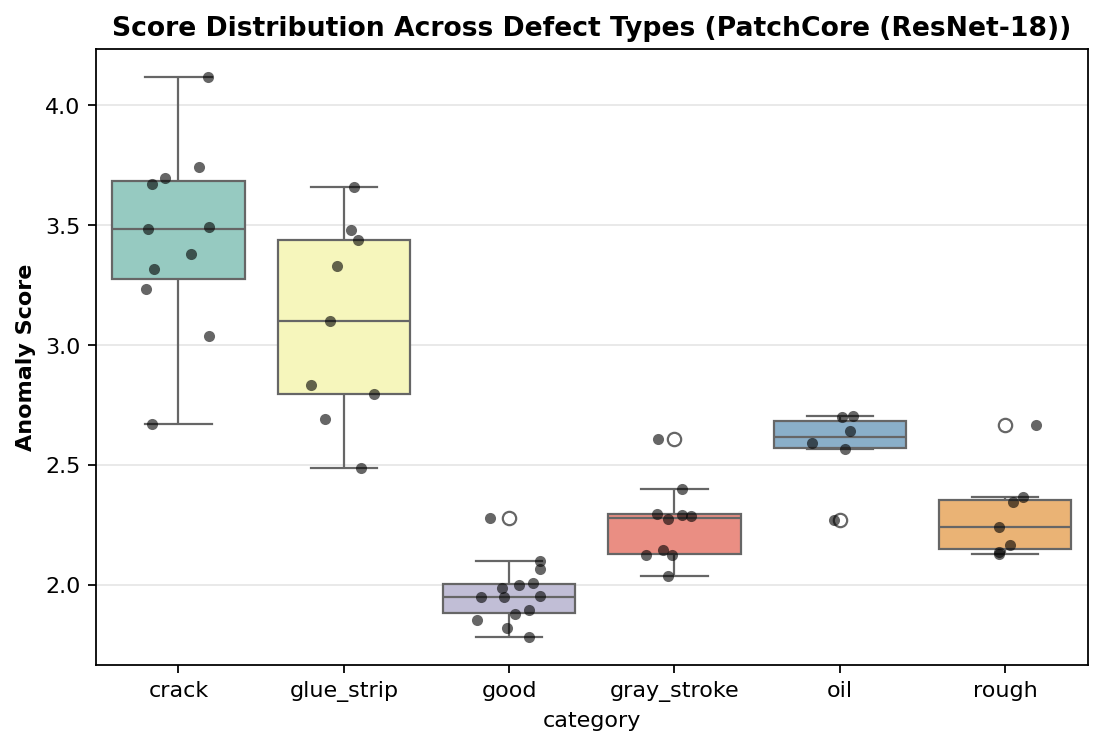 Score Distribution Across Defect Types (PatchCore (ResNet-18))
Anomaly Score
4.0
3.5
3.0
2.5
2.0
crack
glue_strip
good
gray_stroke
oil
rough
category